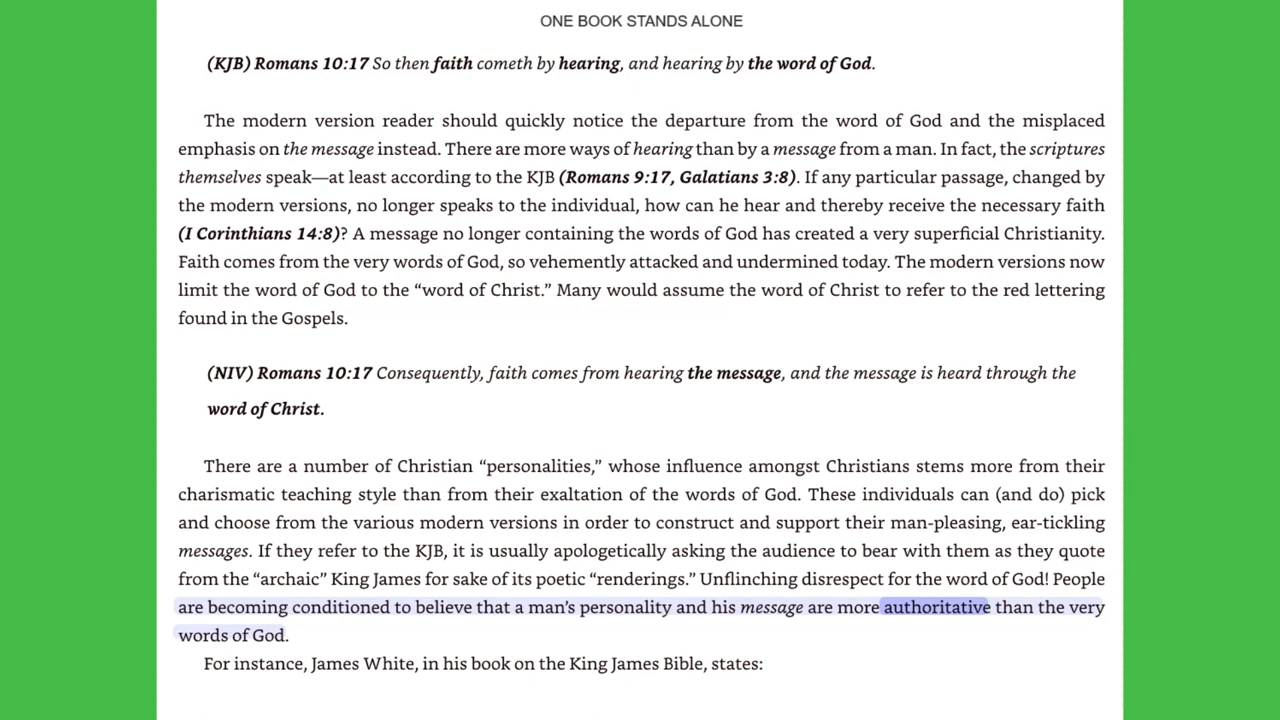 ONE BOOK STANDS ALONE
(KJB) Romans 10:17 So then faith cometh by hearing, and hearing by the word of God.
The modern version reader should quickly notice the departure from the word of God and the misplaced
emphasis on the message instead. There are more ways of hearing than by a message from a man. In fact, the scriptures
themselves speak—at least according to the KJB (Romans 9:17, Galatians 3:8). If any particular passage, changed by
the modern versions, no longer speaks to the individual, how can he hear and thereby receive the necessary faith
(I Corinthians 14:8)? A message no longer containing the words of God has created a very superficial Christianity.
Faith comes from the very words of God, so vehemently attacked and undermined today. The modern versions now
limit the word of God to the “word of Christ.” Many would assume the word of Christ to refer to the red lettering
found in the Gospels.
(NIV) Romans 10:17 Consequently, faith comes from hearing the message, and the message is heard through the
word of Christ.
There are a number of Christian “personalities,” whose influence amongst Christians stems more from their
charismatic teaching style than from their exaltation of the words of God. These individuals can (and do) pick
and choose from the various modern versions in order to construct and support their man-pleasing, ear-tickling
messages. If they refer to the KJB, it is usually apologetically asking the audience to bear with them as they quote
from the “archaic” King James for sake of its poetic “renderings.” Unflinching disrespect for the word of God! People
are becoming conditioned to believe that a man’s personality and his message are more authoritative than the very
words of God.
For instance, James White, in his book on the King James Bible, states: